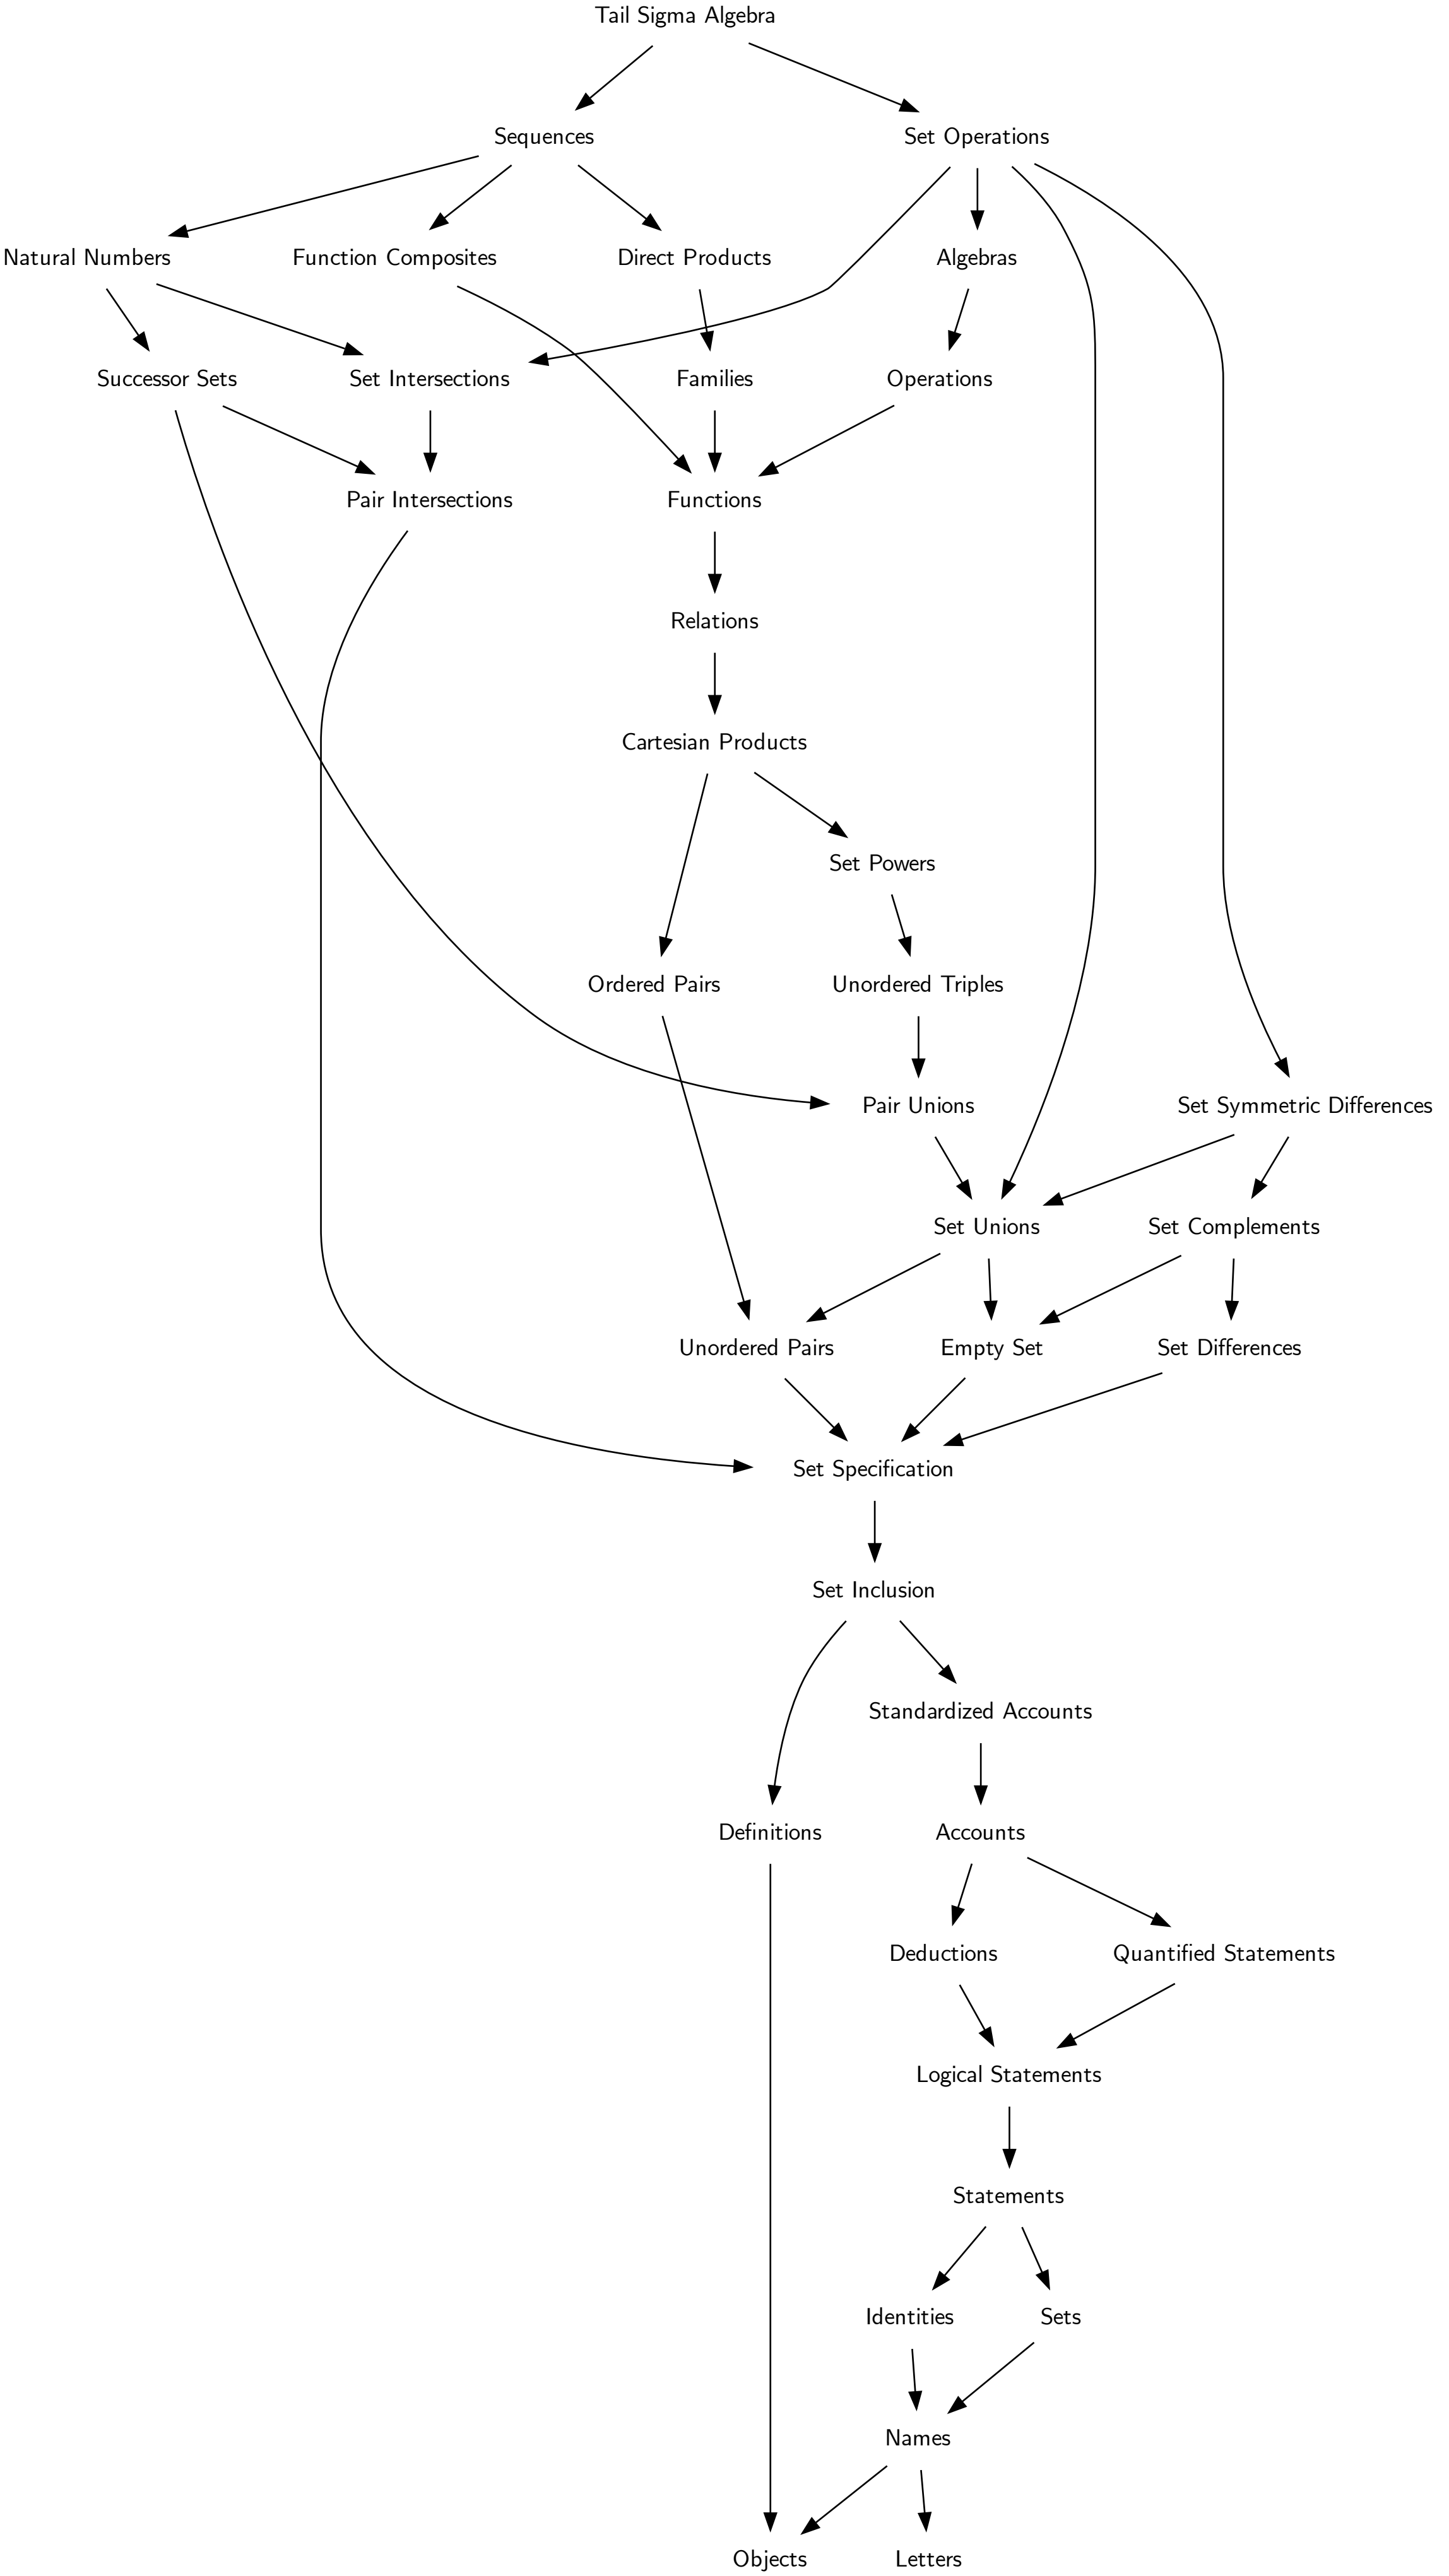 Tail Sigma Algebra
Sequences
Set Operations
Natural Numbers
Function Composites
Direct Products
Algebras
Successor Sets
Set Intersections
Families
Operations
Pair Intersections
Functions
Relations
Cartesian Products
Set Powers
Ordered Pairs
Unordered Triples
Pair Unions
Set Symmetric Differences
Set Unions
Set Complements
Unordered Pairs
Empty Set
Set Differences
Set Specification
Set Inclusion
Standardized Accounts
Definitions
Accounts
Deductions
Quantified Statements
Logical Statements
Statements
Identities
Sets
Names
Objects
Letters